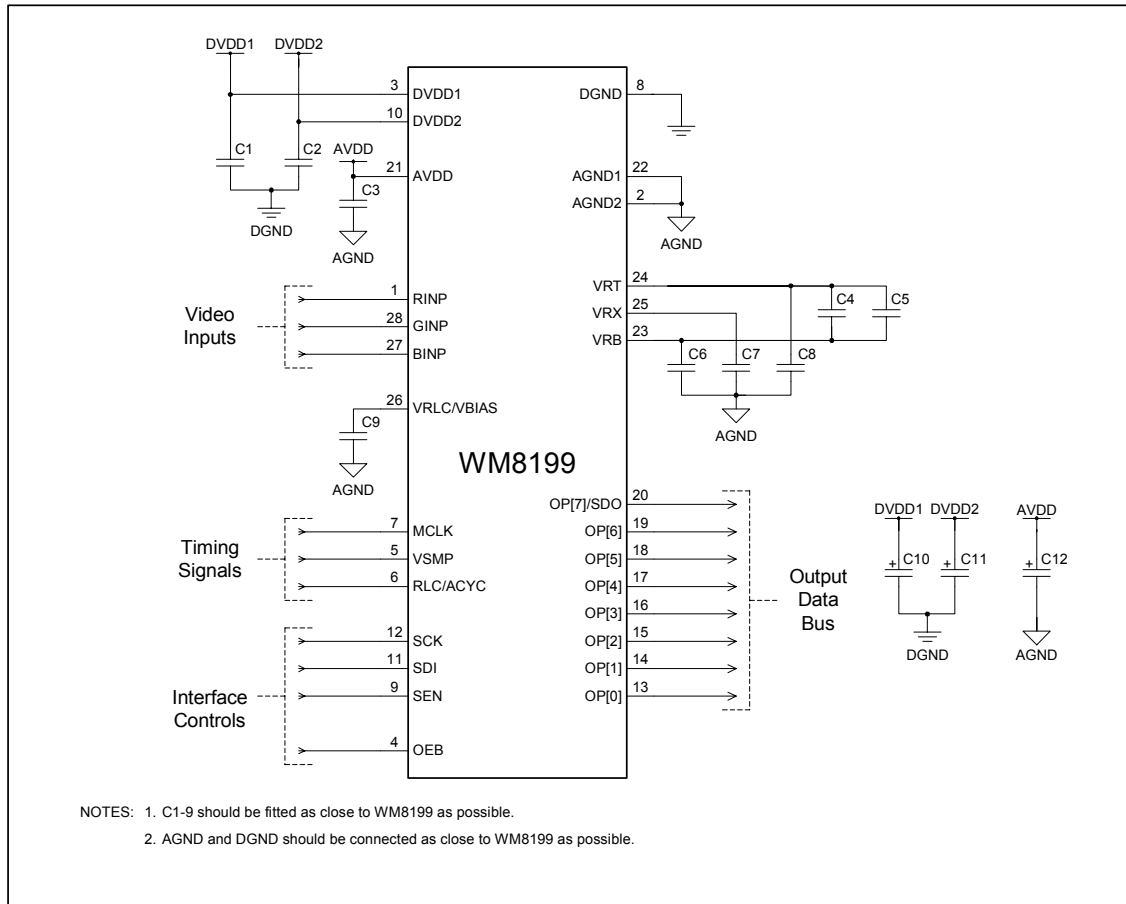 DVDD1 DVDD2
3 DVDD1
10 DVDD2
C1 C2
DGND
AVDD
21 AVDD
C3
AGND
DGND 8
AGND1 22
AGND2 2
AGND
Video
Inputs
1 RINP
28 GINP
27 BINP
VRT 24
VRX 25
VRB 23
C4 C5
C6 C7 C8
AGND
26 VRLC/VBIAS
C9
AGND
WM8199
Timing
Signals
7 MCLK
5 VSMP
6 RLC/ACYC
Interface
Controls
12 SCK
11 SDI
9 SEN
4 OEB
OP[7]/SDO 20
OP[6] 19
OP[5] 18
OP[4] 17
OP[3] 16
OP[2] 15
OP[1] 14
OP[0] 13
Output
Data
Bus
DVDD1 DVDD2 AVDD
+ C10 + C11 + C12
DGND AGND
NOTES: 1. C1-9 should be fitted as close to WM8199 as possible.
2. AGND and DGND should be connected as close to WM8199 as possible.